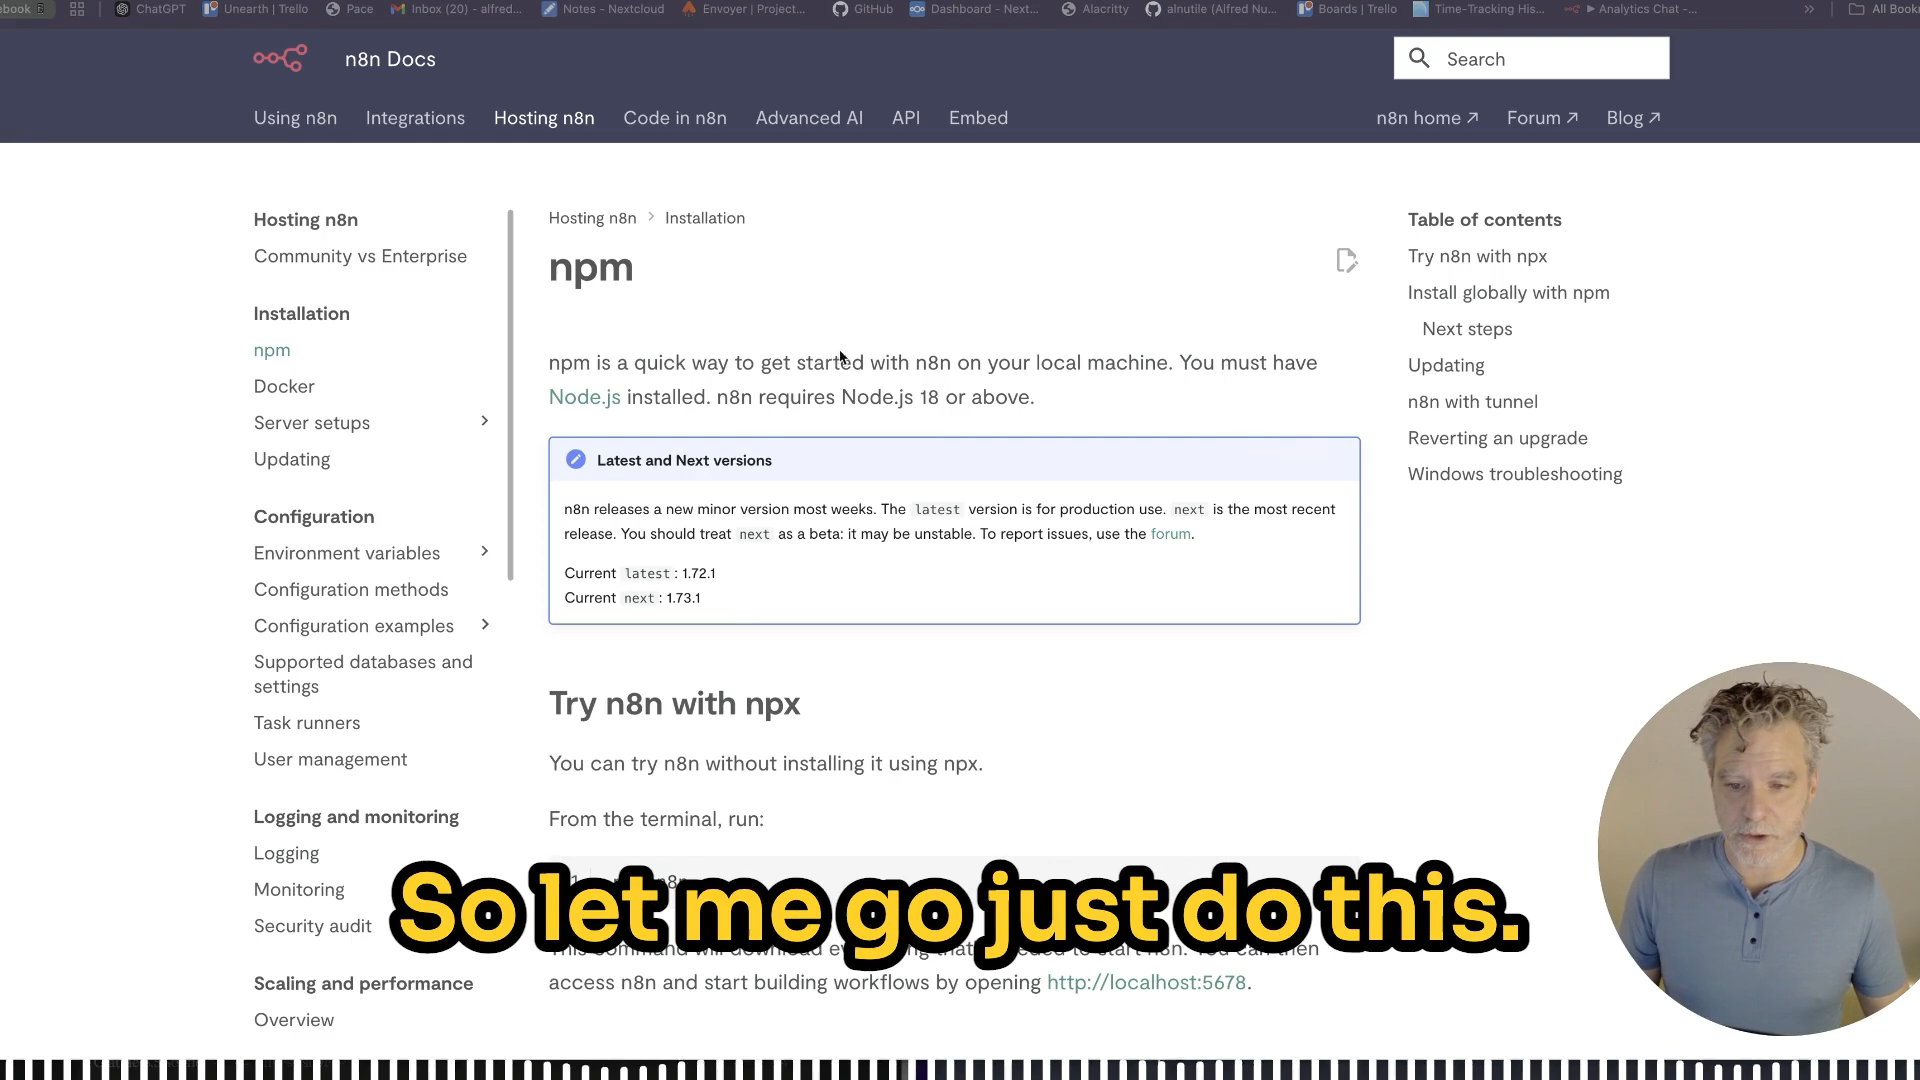 ebook
ChatGPT
Unearth | Trello
Pace
Inbox (20) - alfred...
Notes - Nextcloud
Envoyer | Project...
GitHub
Dashboard - Next...
Alacritty
alnutile (Alfred Nu...
Boards | Trello
Time-Tracking His...
► Analytics Chat -...
»
All Book
n8n Docs
Search
Using n8n
Integrations
Hosting n8n
Code in n8n
Advanced AI
API
Embed
n8n home ↗
Forum ↗
Blog ↗
Hosting n8n
Community vs Enterprise
Installation
npm
Docker
Server setups
Updating
Configuration
Environment variables
Configuration methods
Configuration examples
Supported databases and
settings
Task runners
User management
Logging and monitoring
Logging
Monitoring
Security audit
Scaling and performance
Overview
Hosting n8n > Installation
npm
npm is a quick way to get started with n8n on your local machine. You must have
Node.js installed. n8n requires Node.js 18 or above.
Latest and Next versions
n8n releases a new minor version most weeks. The latest version is for production use. next is the most recent
release. You should treat next as a beta: it may be unstable. To report issues, use the forum.
Current latest: 1.72.1
Current next: 1.73.1
Try n8n with npx
You can try n8n without installing it using npx.
From the terminal, run:
So let me go just do this.
This command will download to start n8n. You can then
access n8n and start building workflows by opening http://localhost:5678.
Table of contents
Try n8n with npx
Install globally with npm
Next steps
Updating
n8n with tunnel
Reverting an upgrade
Windows troubleshooting